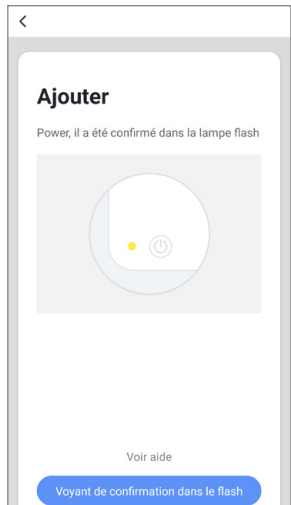 Ajouter
Power, il a été confirmé dans la lampe flash
Voir aide
Voyant de confirmation dans le flash